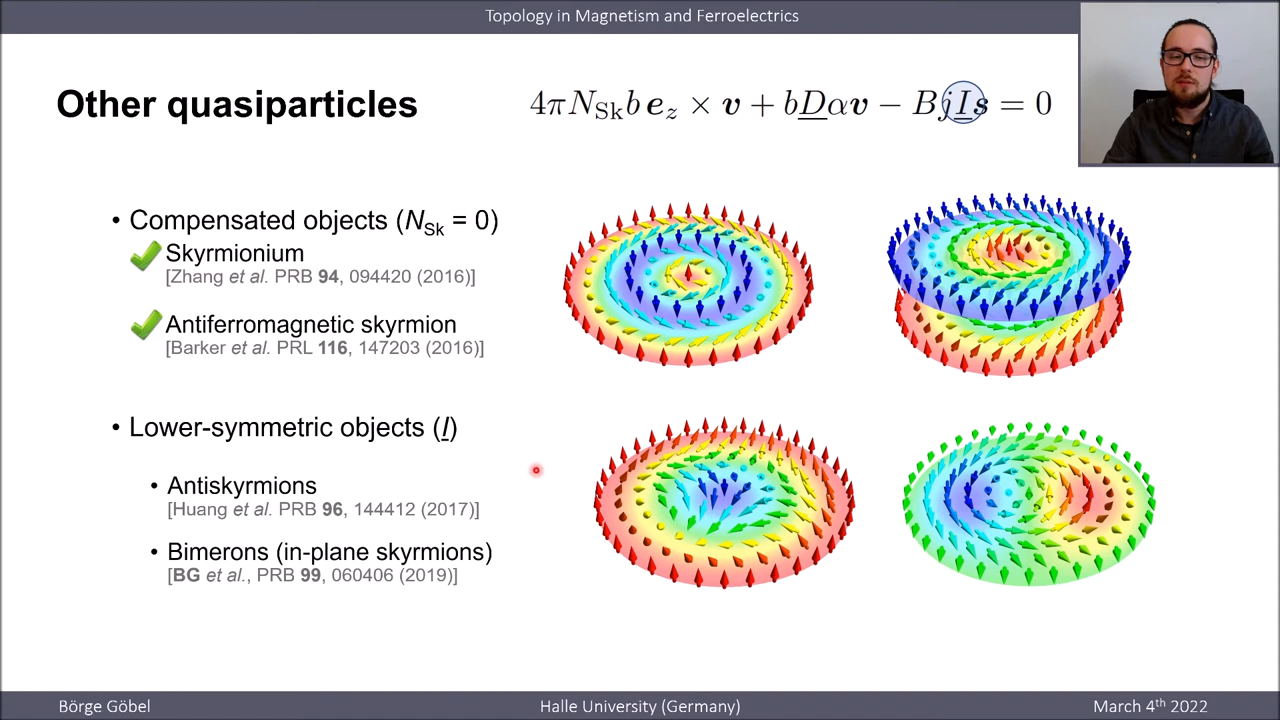 Topology in Magnetism and Ferroelectrics
Other quasiparticles
4πN_Sk b e_z × v + bDαv − BjIs = 0
• Compensated objects (N_Sk = 0)
Skyrmionium
[Zhang et al. PRB 94, 094420 (2016)]
Antiferromagnetic skyrmion
[Barker et al. PRL 116, 147203 (2016)]
• Lower-symmetric objects (I)
• Antiskyrmions
[Huang et al. PRB 96, 144412 (2017)]
• Bimerons (in-plane skyrmions)
[BG et al., PRB 99, 060406 (2019)]
Börge Göbel
Halle University (Germany)
March 4th 2022